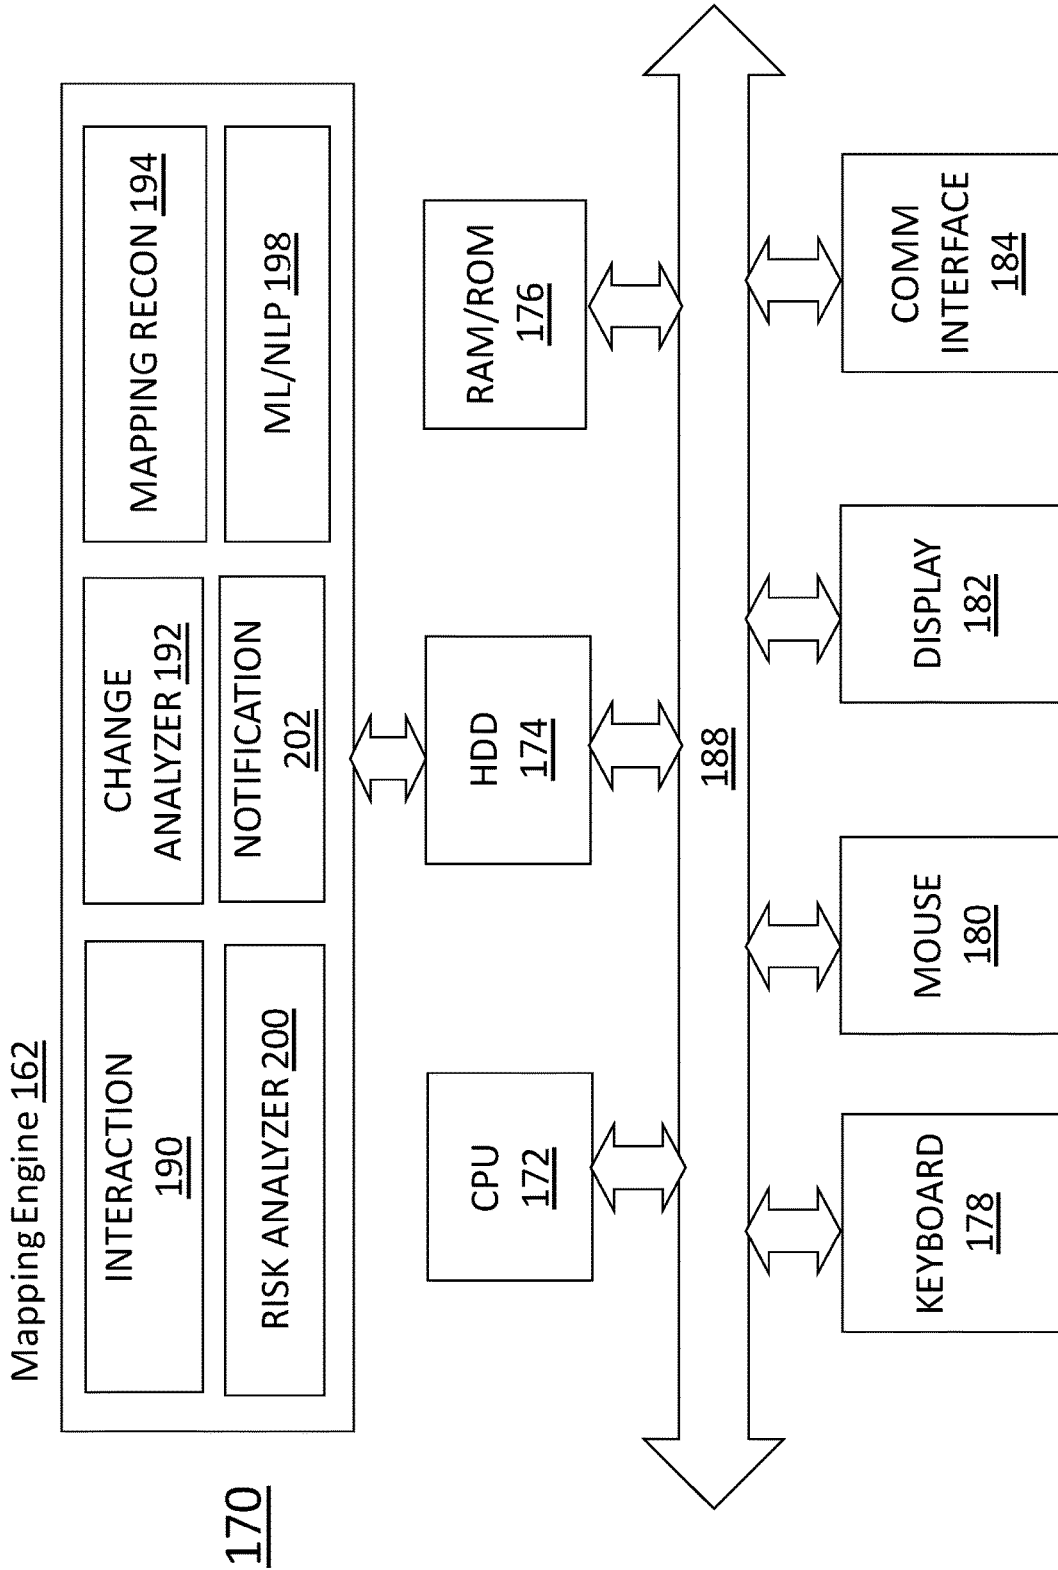 Mapping Engine 162
170
INTERACTION
190
CHANGE
ANALYZER 192
MAPPING RECON 194
RISK ANALYZER 200
NOTIFICATION
202
ML/NLP 198
CPU
172
HDD
174
RAM/ROM
176
188
KEYBOARD
178
MOUSE
180
DISPLAY
182
COMM
INTERFACE
184